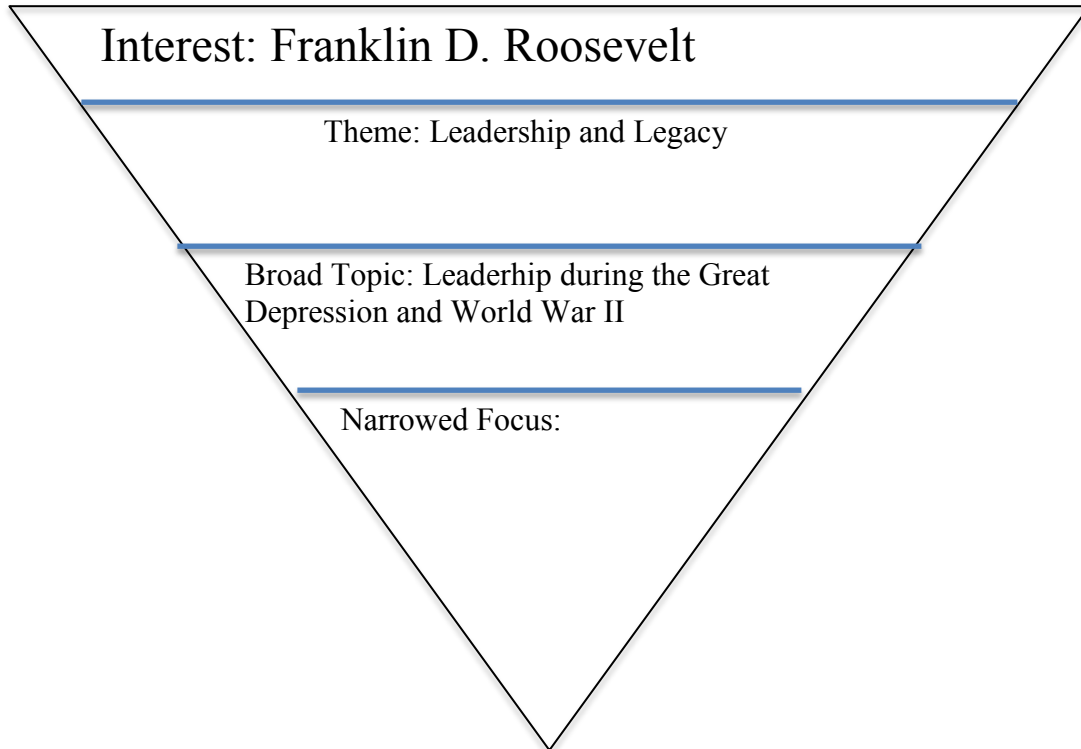 Interest: Franklin D. Roosevelt
Theme: Leadership and Legacy
Broad Topic: Leaderhip during the Great
Depression and World War II
Narrowed Focus: